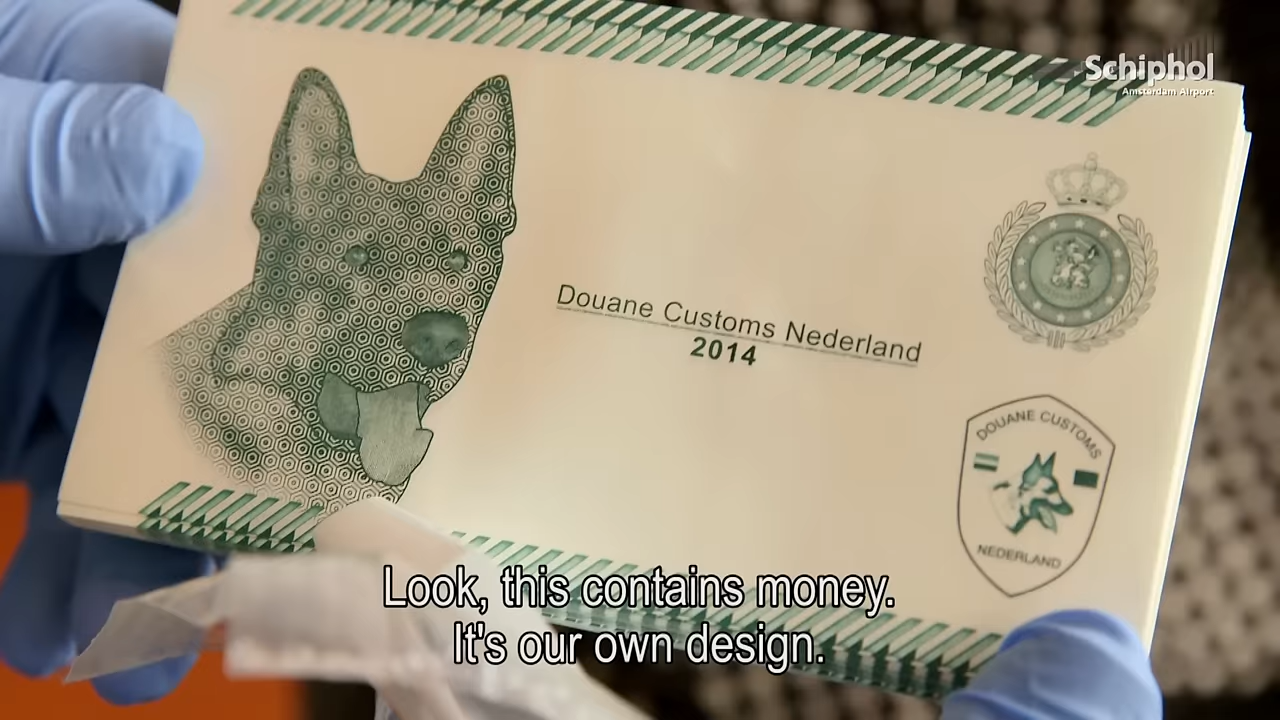 Schiphol
Amsterdam Airport
Douane Customs Nederland
2014
DOUANE CUSTOMS
NEDERLAND
Look, this contains money.
It's our own design.